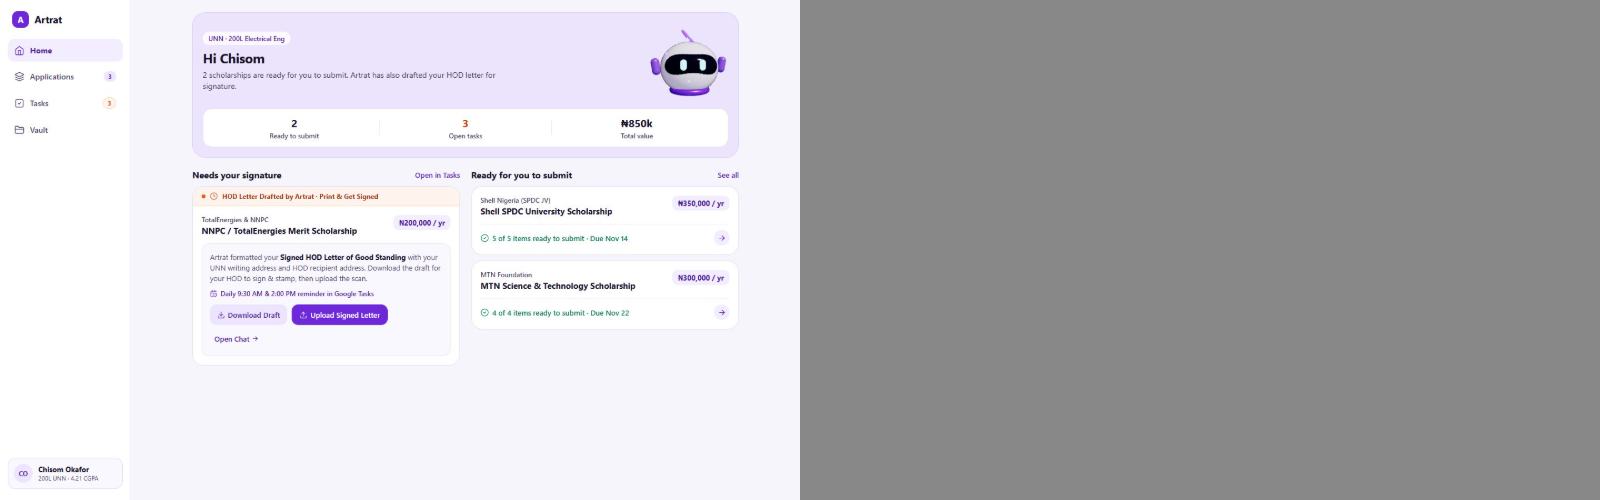 A Artrat
Home
Applications 3
Tasks 3
Vault
CO Chisom Okafor
200L UNN · 4.21 CGPA
UNN · 200L Electrical Eng
Hi Chisom
2 scholarships are ready for you to submit. Artrat has also drafted your HOD letter for
signature.
2
Ready to submit
3
Open tasks
₦850k
Total value
Needs your signature Open in Tasks
HOD Letter Drafted by Artrat · Print & Get Signed
TotalEnergies & NNPC
NNPC / TotalEnergies Merit Scholarship
₦200,000 / yr
Artrat formatted your Signed HOD Letter of Good Standing with your
UNN writing address and HOD recipient address. Download the draft for
your HOD to sign & stamp, then upload the scan.
Daily 9:30 AM & 2:00 PM reminder in Google Tasks
Download Draft Upload Signed Letter
Open Chat →
Ready for you to submit See all
Shell Nigeria (SPDC JV)
Shell SPDC University Scholarship
₦350,000 / yr
5 of 5 items ready to submit · Due Nov 14
MTN Foundation
MTN Science & Technology Scholarship
₦300,000 / yr
4 of 4 items ready to submit · Due Nov 22